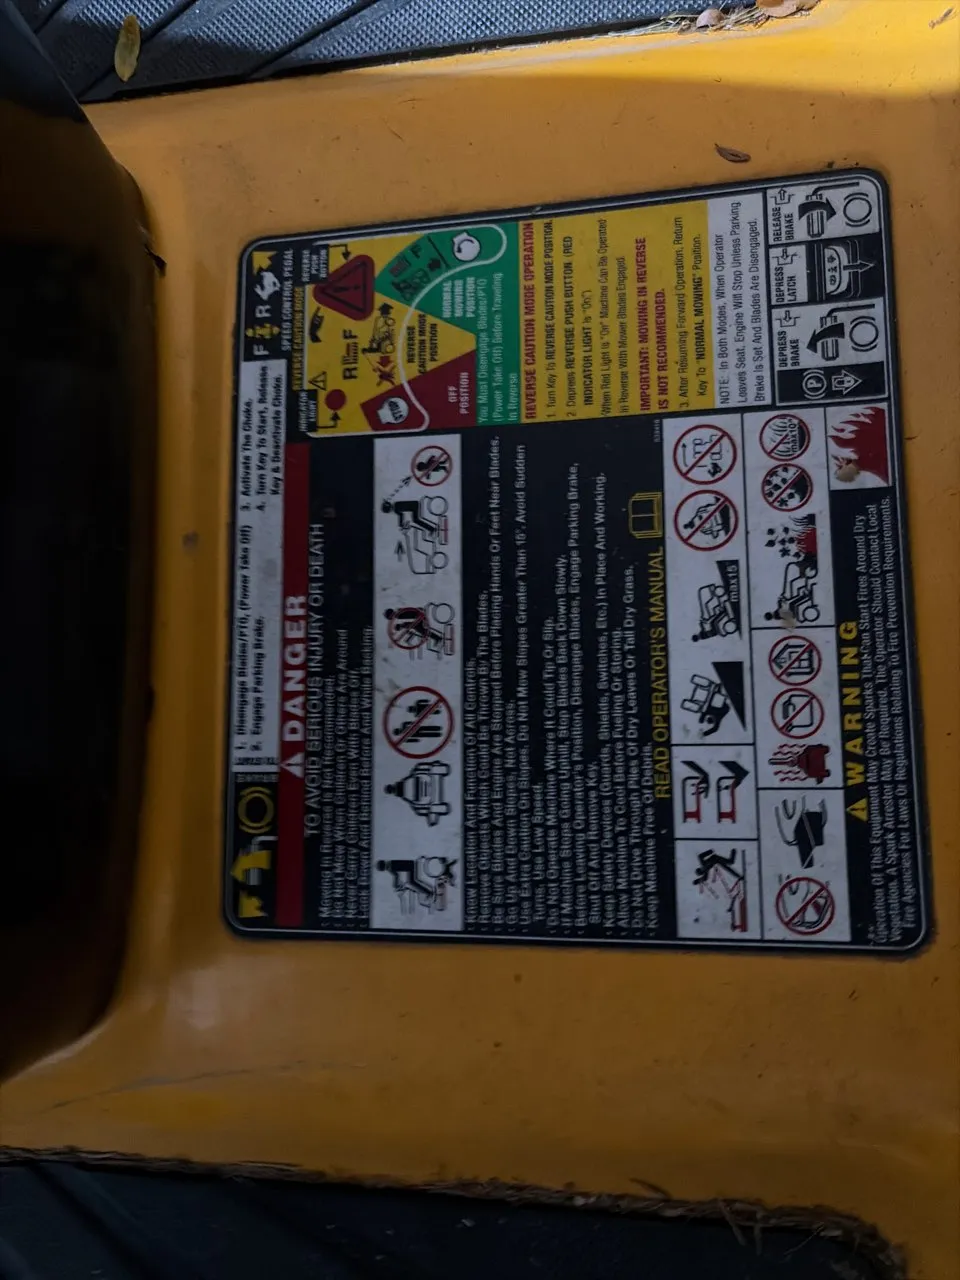 TO START
1. Disengage Blades/PTO, (Power Take Off)
2. Engage Parking Brake.
3. Activate The Choke.
4. Turn Key To Start, Release
Key & Deactivate Choke.
F N R
SPEED CONTROL PEDAL
DANGER
TO AVOID SERIOUS INJURY OR DEATH
• Mowing In Reverse Is Not Recommended.
• Do Not Mow When Children Or Others Are Around
• Never Carry Children Even With Blades Off.
Look Down And Behind Before And While Backing.
• Know Location And Function Of All Controls.
• Remove Objects Which Could Be Thrown By The Blades.
• Be Sure Blades And Engine Are Stopped Before Placing Hands Or Feet Near Blades.
• Go Up And Down Slopes, Not Across.
• Use Extra Caution On Slopes. Do Not Mow Slopes Greater Than 15°. Avoid Sudden
Turns. Use Low Speed.
• Do Not Operate Machine Where It Could Tip Or Slip.
• If Machine Stops Going Uphill, Stop Blades. Back Down Slowly.
Before Leaving Operator's Position, Disengage Blades, Engage Parking Brake,
Shut Off And Remove Key.
Keep Safety Devices (Guards, Shields, Switches, Etc.) In Place And Working.
Allow Machine To Cool Before Fueling Or Storing.
Do Not Drive Through Piles Of Dry Leaves Or Tall, Dry Grass.
Keep Machine Free Of Debris.
READ OPERATOR'S MANUAL
max15°
max10°
WARNING
Operation Of This Equipment May Create Sparks That Can Start Fires Around Dry
Vegetation. A Spark Arrestor May Be Required. The Operator Should Contact Local
Fire Agencies For Laws Or Regulations Relating To Fire Prevention Requirements.
REVERSE CAUTION MODE
INDICATOR
LIGHT
REVERSE
PUSH
BUTTON
R
F
STOP
REVERSE
CAUTION MODE
POSITION
NORMAL
MOWING
POSITION
OFF
POSITION
You Must Disengage Blades/PTO
(Power Take Off) Before Traveling
In Reverse
REVERSE CAUTION MODE OPERATION
1. Turn Key To REVERSE CAUTION MODE POSITION.
2. Depress REVERSE PUSH BUTTON. (RED
INDICATOR LIGHT Is "On")
(When Red Light Is "On" Machine Can Be Operated
In Reverse With Mower Blades Engaged.
IMPORTANT: MOWING IN REVERSE
IS NOT RECOMMENDED.
3. After Resuming Forward Operation, Return
Key To "NORMAL MOWING" Position.
NOTE: In Both Modes, When Operator
Leaves Seat, Engine Will Stop Unless Parking
Brake Is Set And Blades Are Disengaged.
P
DEPRESS
BRAKE
DEPRESS
LATCH
RELEASE
BRAKE